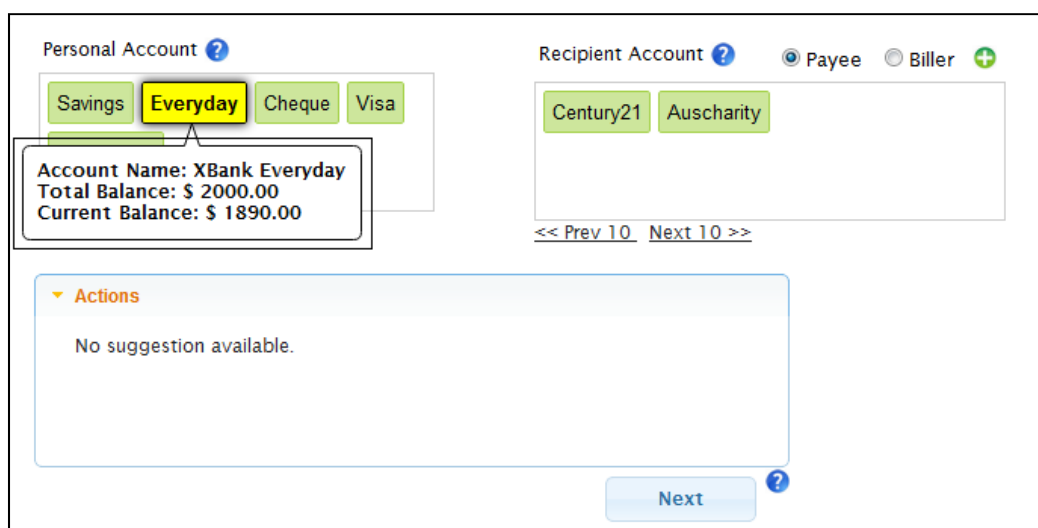 Personal Account ?
Recipient Account ? Payee Biller
Savings Everyday Cheque Visa
Century21 Auscharity
Account Name: XBank Everyday
Total Balance: $ 2000.00
Current Balance: $ 1890.00
<< Prev 10 Next 10 >>
Actions
No suggestion available.
Next ?